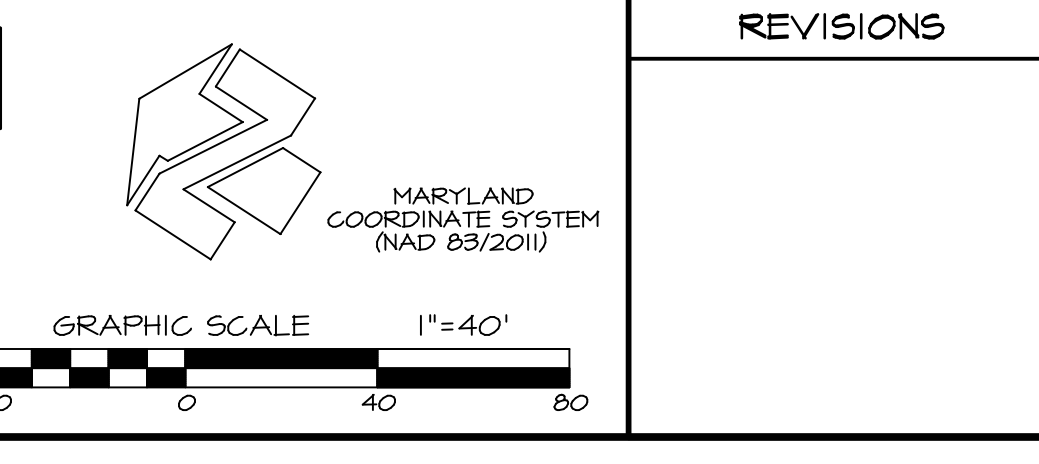 REVISIONS
MARYLAND
COORDINATE SYSTEM
(NAD 83/2011)
GRAPHIC SCALE 1"=40'
0 40 80